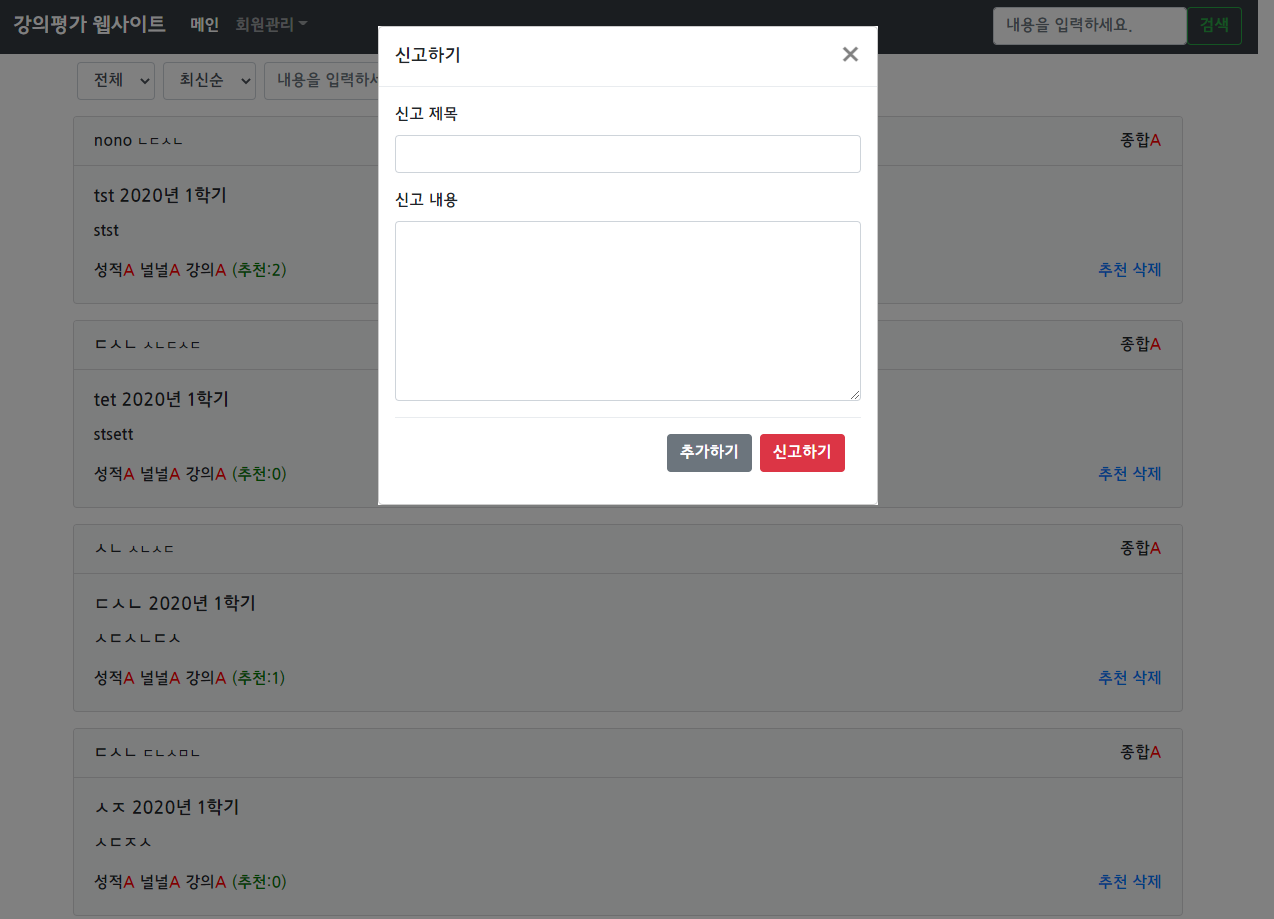 강의평가 웹사이트 메인 회원관리 내용을 입력하세요. 검색
전체 최신순 내용을 입력하세
신고하기 ×
신고 제목
신고 내용
추가하기 신고하기
nono ㄴㄷㅅㄴ 종합A
tst 2020년 1학기
stst
성적A 널널A 강의A (추천:2) 추천 삭제
ㄷㅅㄴ ㅅㄴㄷㅅㄷ 종합A
tet 2020년 1학기
stsett
성적A 널널A 강의A (추천:0) 추천 삭제
ㅅㄴ ㅅㄴㅅㄷ 종합A
ㄷㅅㄴ 2020년 1학기
ㅅㄷㅅㄴㄷㅅ
성적A 널널A 강의A (추천:1) 추천 삭제
ㄷㅅㄴ ㄷㄴㅅㅁㄴ 종합A
ㅅㅈ 2020년 1학기
ㅅㄷㅈㅅ
성적A 널널A 강의A (추천:0) 추천 삭제